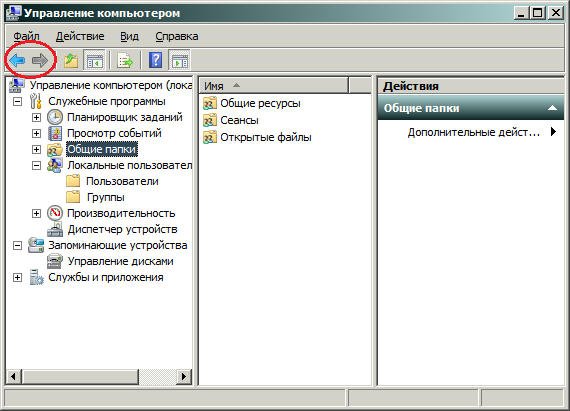 Управление компьютером
Файл Действие Вид Справка
Управление компьютером (лока
Служебные программы
Планировщик заданий
Просмотр событий
Общие папки
Локальные пользовател
Пользователи
Группы
Производительность
Диспетчер устройств
Запоминающие устройства
Управление дисками
Службы и приложения
Имя
Общие ресурсы
Сеансы
Открытые файлы
Действия
Общие папки
Дополнительные дейст...